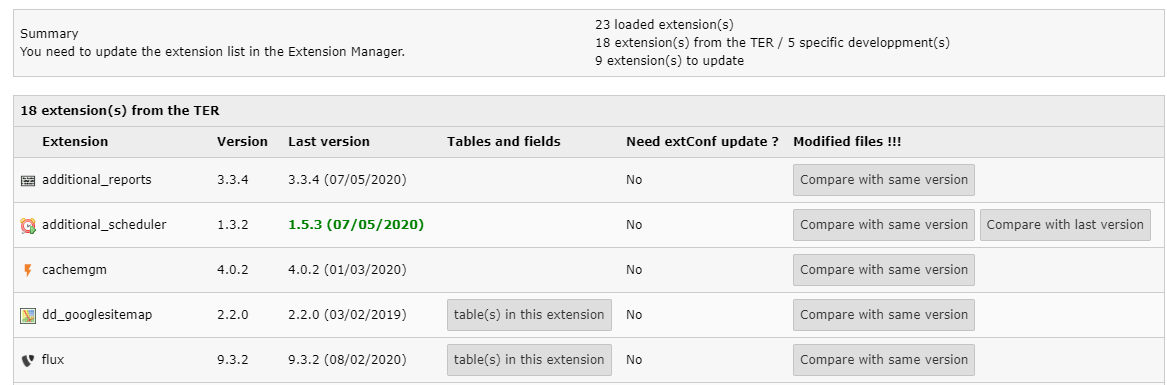 Summary
You need to update the extension list in the Extension Manager.
23 loaded extension(s)
18 extension(s) from the TER / 5 specific developpment(s)
9 extension(s) to update
18 extension(s) from the TER
Extension Version Last version Tables and fields Need extConf update ? Modified files !!!
additional_reports 3.3.4 3.3.4 (07/05/2020) No Compare with same version
additional_scheduler 1.3.2 1.5.3 (07/05/2020) No Compare with same version Compare with last version
cachemgm 4.0.2 4.0.2 (01/03/2020) No Compare with same version
dd_googlesitemap 2.2.0 2.2.0 (03/02/2019) table(s) in this extension No Compare with same version
flux 9.3.2 9.3.2 (08/02/2020) table(s) in this extension No Compare with same version